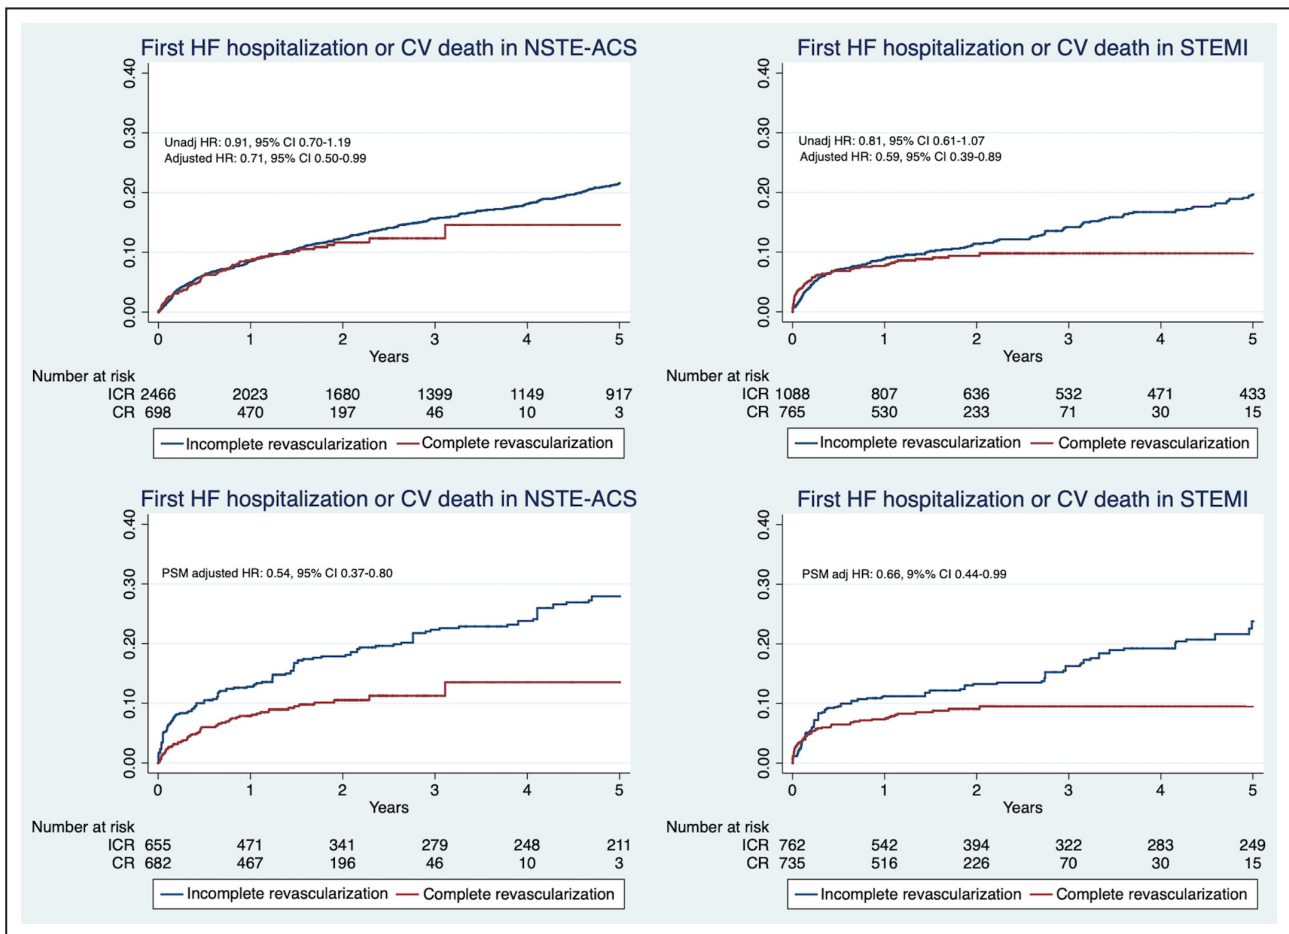 First HF hospitalization or CV death in NSTE-ACS
0.40
0.30
0.20
0.10
0.00
Unadj HR: 0.91, 95% CI 0.70-1.19
Adjusted HR: 0.71, 95% CI 0.50-0.99
0 1 2 3 4 5
Years
Number at risk
ICR 2466 2023 1680 1399 1149 917
CR 698 470 197 46 10 3
Incomplete revascularization Complete revascularization
First HF hospitalization or CV death in STEMI
0.40
0.30
0.20
0.10
0.00
Unadj HR: 0.81, 95% CI 0.61-1.07
Adjusted HR: 0.59, 95% CI 0.39-0.89
0 1 2 3 4 5
Years
Number at risk
ICR 1088 807 636 532 471 433
CR 765 530 233 71 30 15
Incomplete revascularization Complete revascularization
First HF hospitalization or CV death in NSTE-ACS
0.40
0.30
0.20
0.10
0.00
PSM adjusted HR: 0.54, 95% CI 0.37-0.80
0 1 2 3 4 5
Years
Number at risk
ICR 655 471 341 279 248 211
CR 682 467 196 46 10 3
Incomplete revascularization Complete revascularization
First HF hospitalization or CV death in STEMI
0.40
0.30
0.20
0.10
0.00
PSM adj HR: 0.66, 9%% CI 0.44-0.99
0 1 2 3 4 5
Years
Number at risk
ICR 762 542 394 322 283 249
CR 735 516 226 70 30 15
Incomplete revascularization Complete revascularization